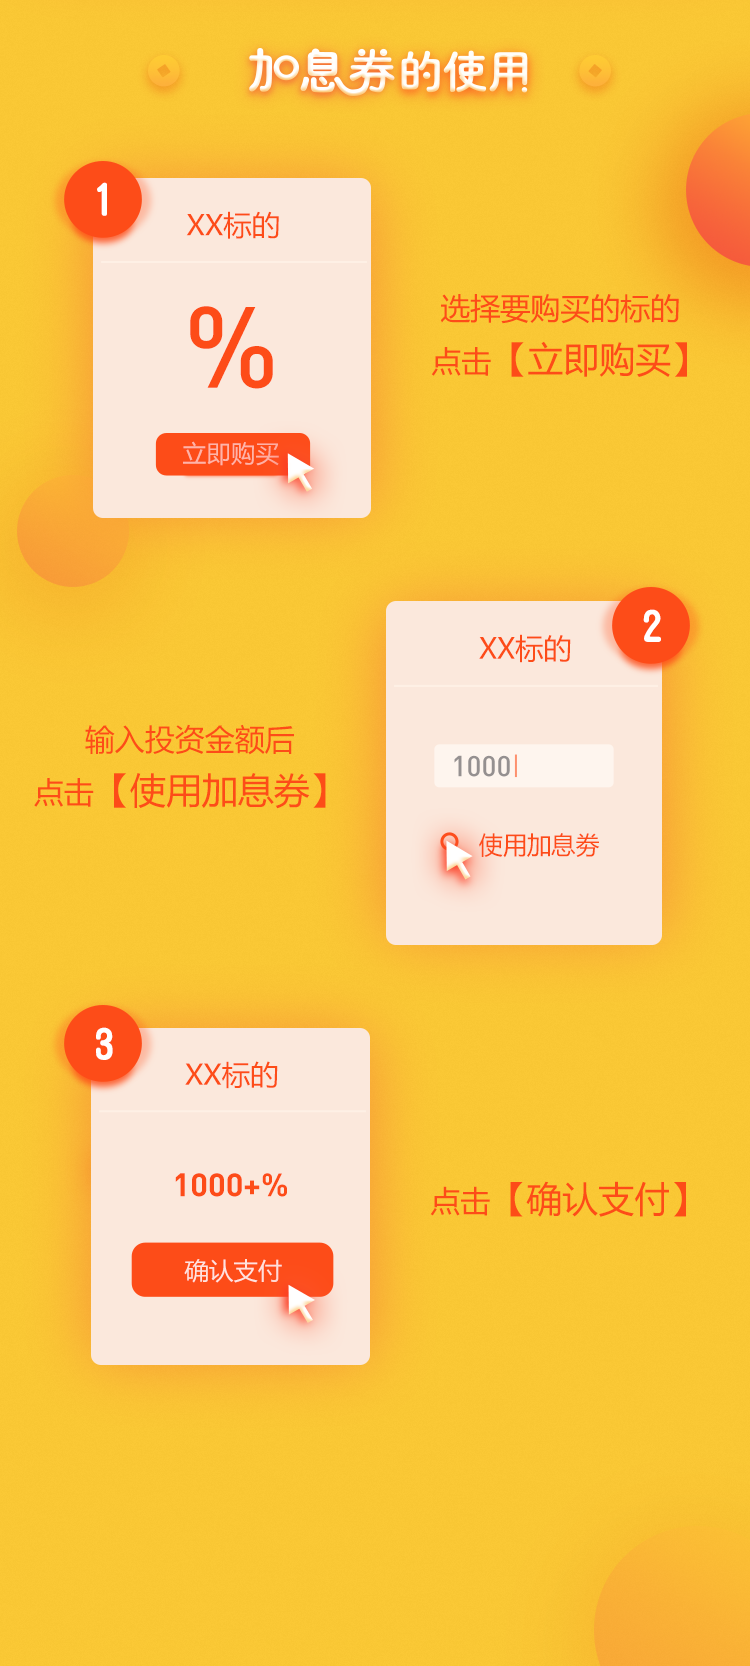 加息券的使用
1
XX标的
%
立即购买
选择要购买的标的
点击【立即购买】
2
XX标的
1000
使用加息劵
输入投资金额后
点击【使用加息券】
3
XX标的
1000+%
确认支付
点击【确认支付】